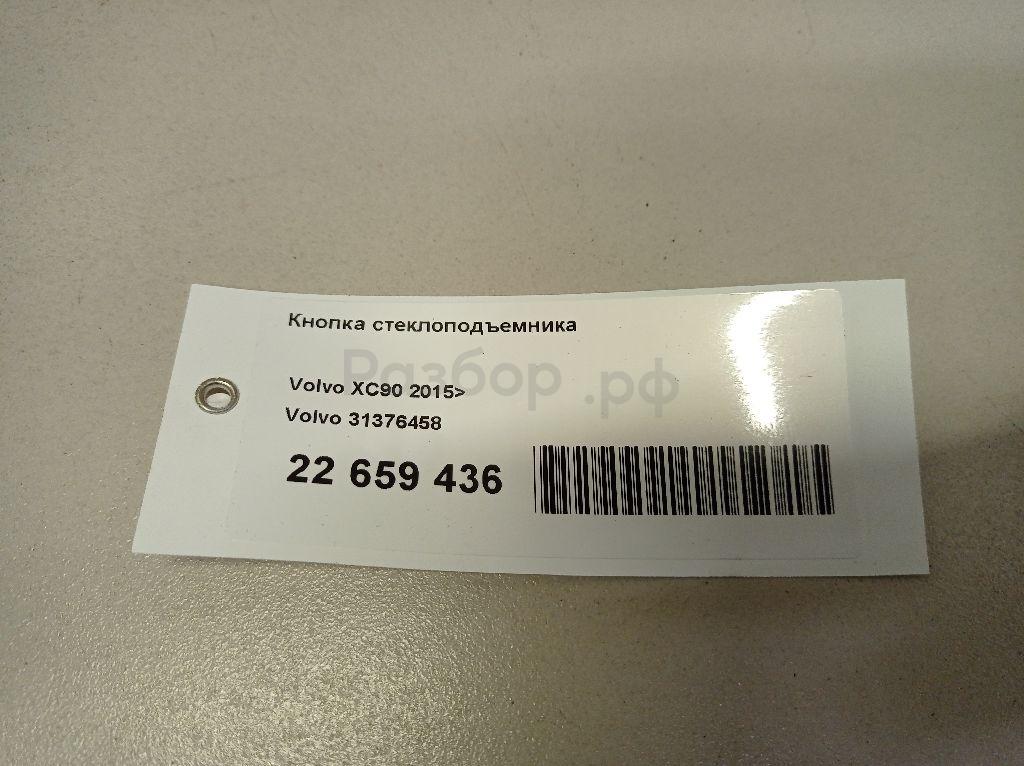 Кнопка стеклоподъемника
Разбор.рф
Volvo XC90 2015>
Volvo 31376458
22 659 436